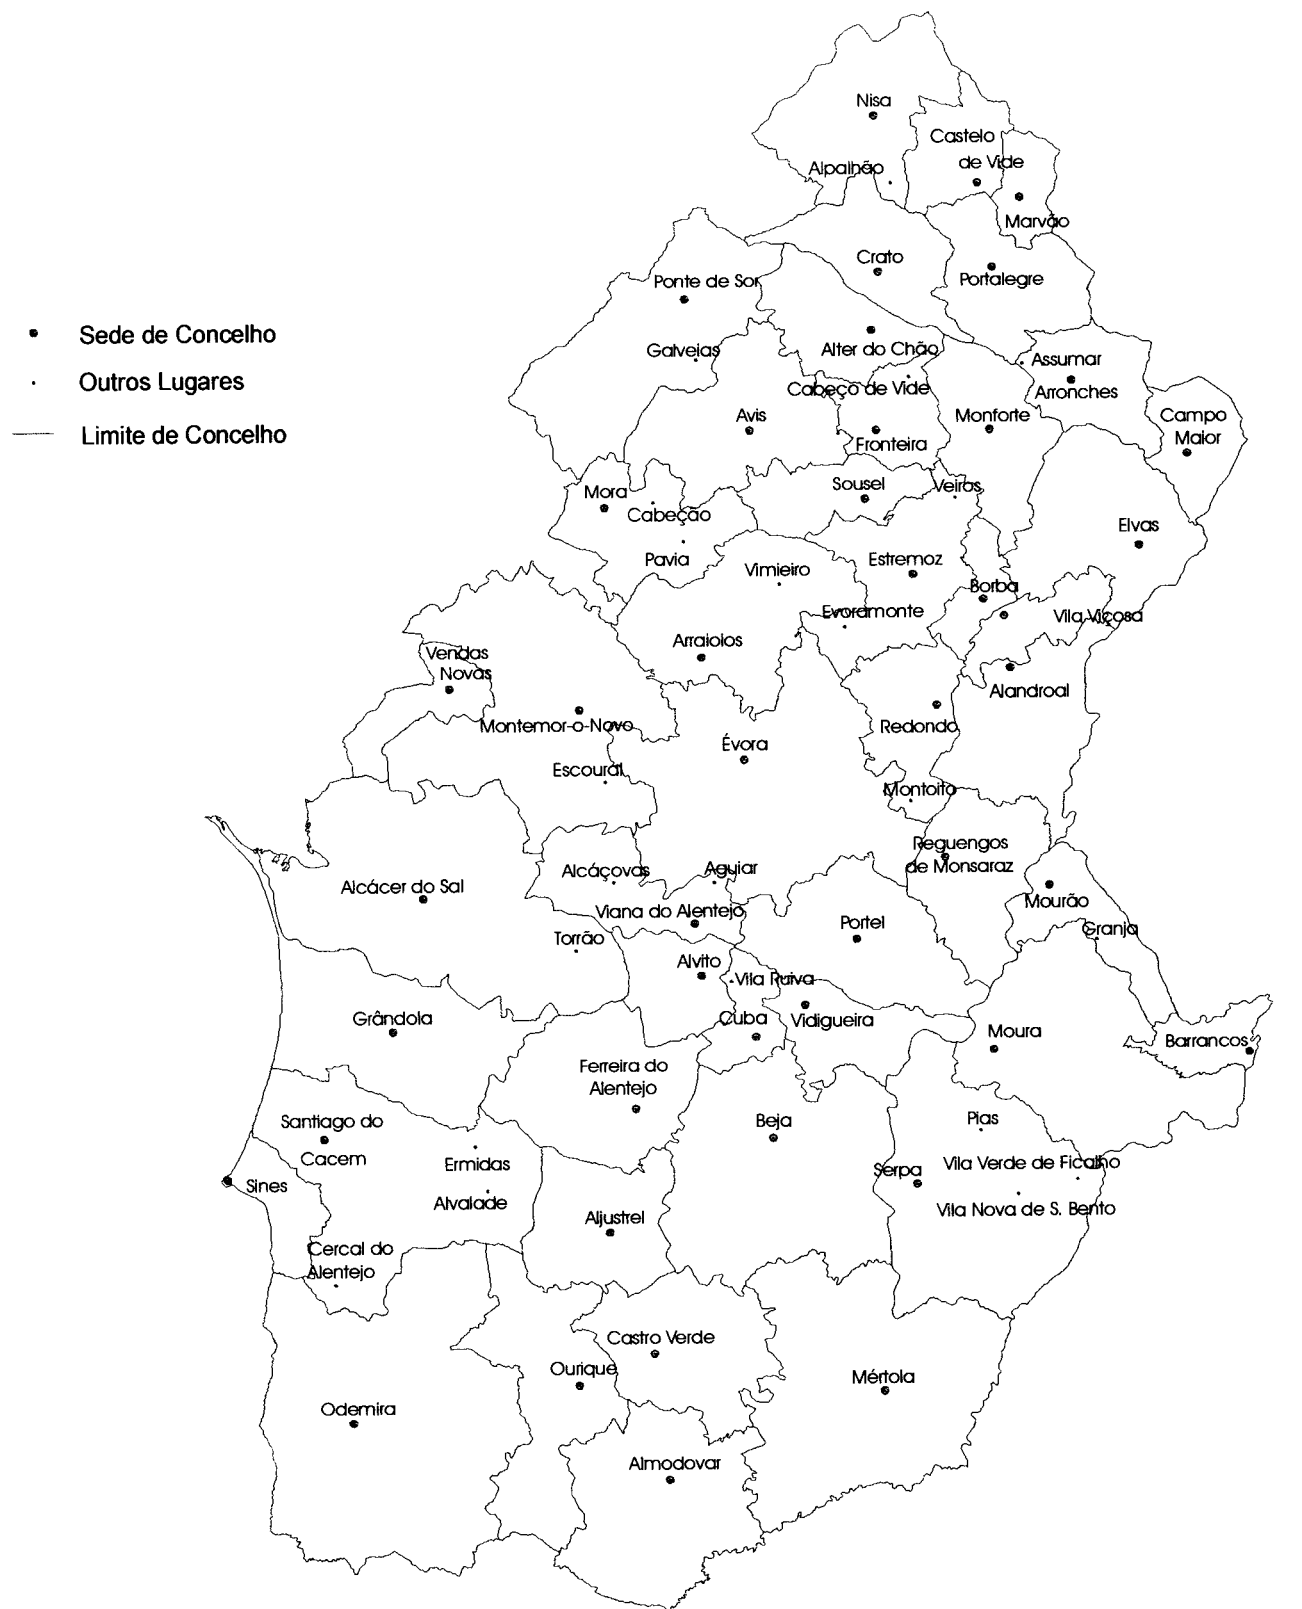 Nisa
Castelo
de Vide
Alpalhão
Marvão
Crato
Portalegre
Ponte de Sor
Sede de Concelho
Galveias
Alter do Chão
Assumar
Outros Lugares
Cabeço de Vide
Arronches
Avis
Monforte
Campo
Maior
Limite de Concelho
Fronteira
Mora
Sousel
Veiros
Cabeção
Elvas
Pavia
Vimieiro
Estremoz
Borba
Evoramonte
Vila Viçosa
Arraiolos
Vendas
Novas
Alandroal
Montemor-o-Novo
Redondo
Évora
Escoural
Montoito
Reguengos
de Monsaraz
Alcáçovas
Aguiar
Alcácer do Sal
Mourão
Viana do Alentejo
Portel
Granja
Torrão
Alvito
Vila Ruiva
Grândola
Cuba
Vidigueira
Moura
Barrancos
Ferreira do
Alentejo
Santiago do
Cacem
Beja
Pias
Ermidas
Serpa
Vila Verde de Ficalho
Sines
Alvalade
Vila Nova de S. Bento
Aljustrel
Cercal do
Alentejo
Castro Verde
Ourique
Mértola
Odemira
Almodovar